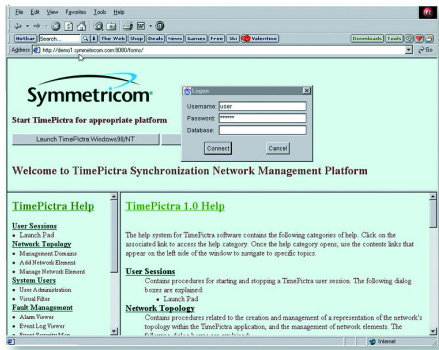 File Edit View Favorites Tools Help
Hotbar Search... The Web Shop Deals News Games Free Ski Valentine Downloads Tools
Address http://demo1.symmetricom.com:8080/forms/ Go
Symmetricom
Start TimePictra for appropriate platform
Launch TimePictra Windows98/NT
Logon
Username: user
Password: ******
Database:
Connect Cancel
Welcome to TimePictra Synchronization Network Management Platform
TimePictra Help
User Sessions
Launch Pad
Network Topology
Management Domains
Add Network Element
Manage Network Element
System Users
User Administration
Visual Filter
Fault Management
Alarm Viewer
Event Log Viewer
TimePictra 1.0 Help
The help system for TimePictra software contains the following categories of help. Click on the
associated link to access the help category. Once the help category opens, use the contents links that
appear on the left side of the window to navigate to specific topics.
User Sessions
Contains procedures for starting and stopping a TimePictra user session. The following dialog
boxes are explained:
Launch Pad
Network Topology
Contains procedures related to the creation and management of a representation of the network's
topology within the TimePictra application, and the management of network elements. The
Internet